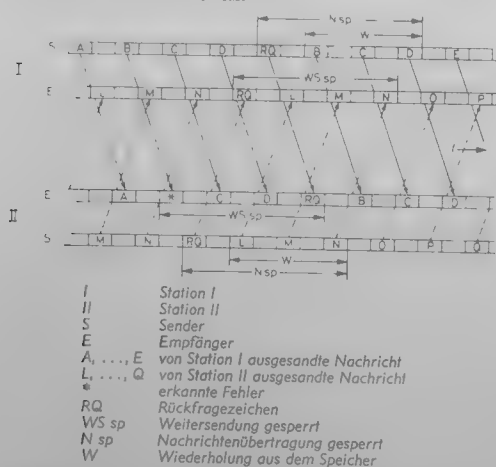 N sp
W
S A B C D RQ B C D E
I
WS sp
E L M N RQ L M N O P
t
E A * C D RQ B C D
II
WS sp
S M N RQ L M N O P Q
W
N sp
I Station I
II Station II
S Sender
E Empfänger
A, ..., E von Station I ausgesandte Nachricht
L, ..., Q von Station II ausgesandte Nachricht
* erkannte Fehler
RQ Rückfragezeichen
WS sp Weitersendung gesperrt
N sp Nachrichtenübertragung gesperrt
W Wiederholung aus dem Speicher